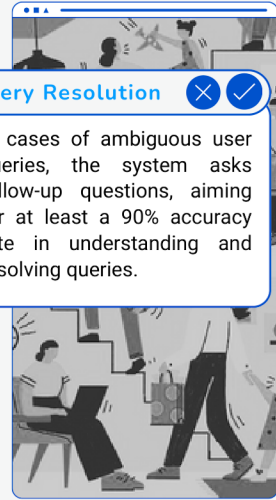 ery Resolution
cases of ambiguous user
ueries, the system asks
llow-up questions, aiming
r at least a 90% accuracy
te in understanding and
solving queries.